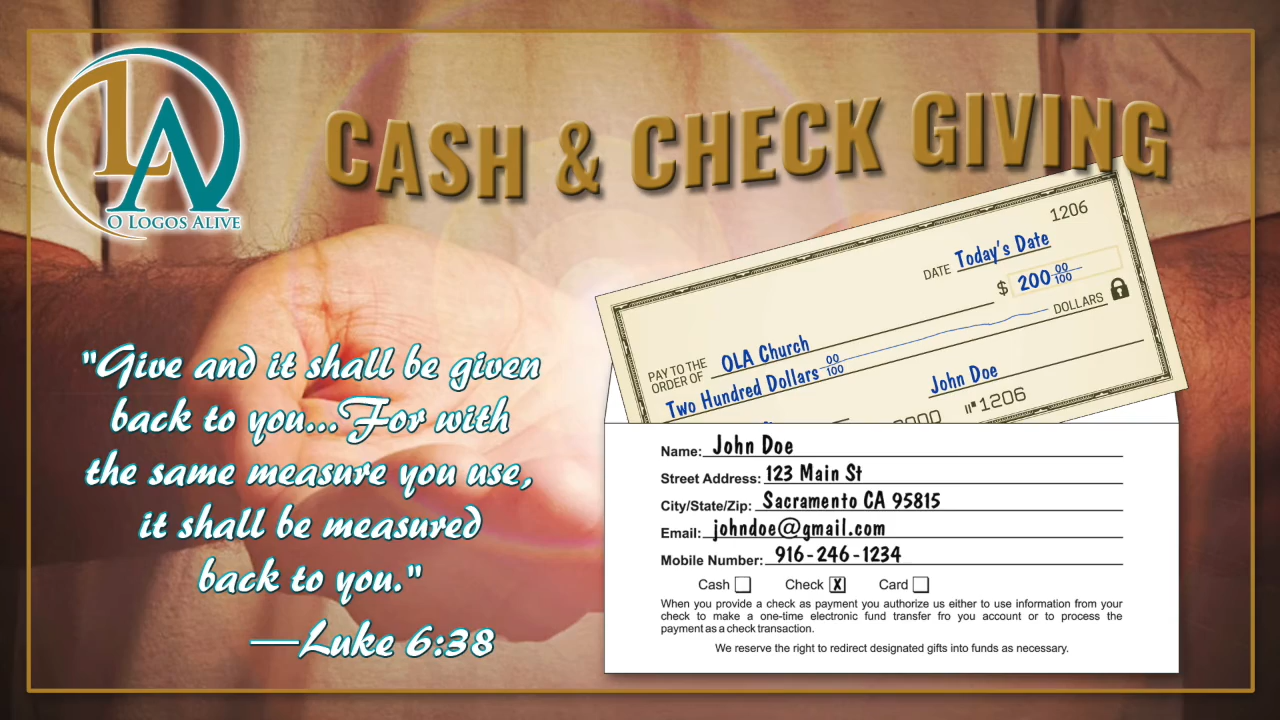 LA
O LOGOS ALIVE
CASH & CHECK GIVING
"Give and it shall be given
back to you... For with
the same measure you use,
it shall be measured
back to you."
—Luke 6:38
1206
DATE Today's Date
$ 200 00/100
PAY TO THE
ORDER OF OLA Church
Two Hundred Dollars 00/100 DOLLARS
John Doe
⑈1206
Name: John Doe
Street Address: 123 Main St
City/State/Zip: Sacramento CA 95815
Email: johndoe@gmail.com
Mobile Number: 916-246-1234
Cash Check X Card
When you provide a check as payment you authorize us either to use information from your
check to make a one-time electronic fund transfer fro you account or to process the
payment as a check transaction.
We reserve the right to redirect designated gifts into funds as necessary.